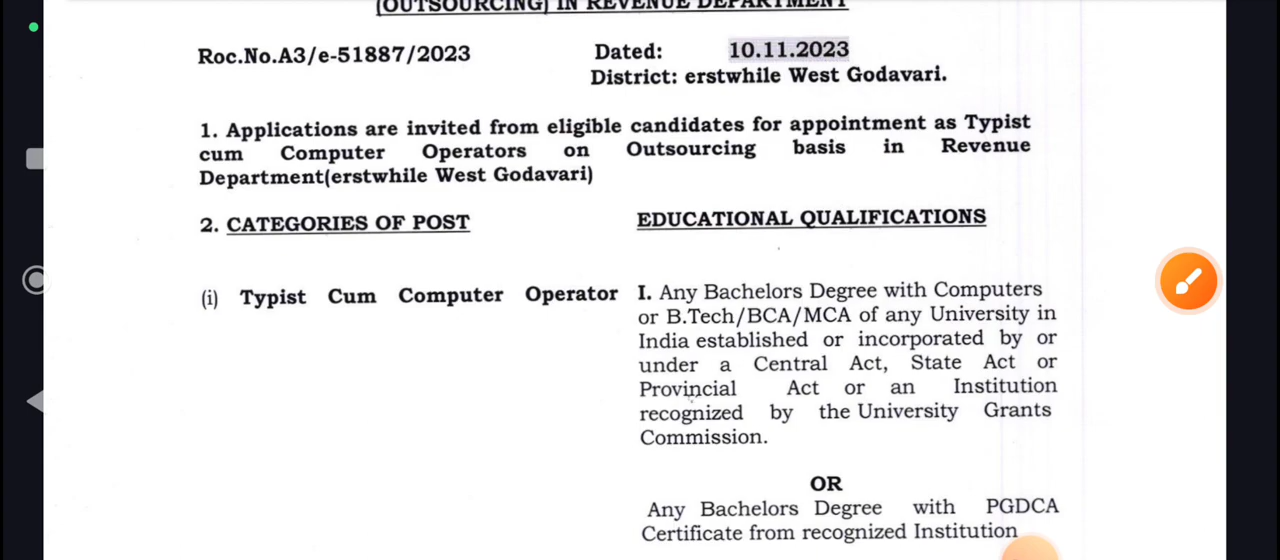 (OUTSOURCING) IN REVENUE DEPARTMENT
Roc.No.A3/e-51887/2023 Dated: 10.11.2023
District: erstwhile West Godavari.
1. Applications are invited from eligible candidates for appointment as Typist
cum Computer Operators on Outsourcing basis in Revenue
Department(erstwhile West Godavari)
2. CATEGORIES OF POST EDUCATIONAL QUALIFICATIONS
(i) Typist Cum Computer Operator I. Any Bachelors Degree with Computers
or B.Tech/BCA/MCA of any University in
India established or incorporated by or
under a Central Act, State Act or
Provincial Act or an Institution
recognized by the University Grants
Commission.
OR
Any Bachelors Degree with PGDCA
Certificate from recognized Institution